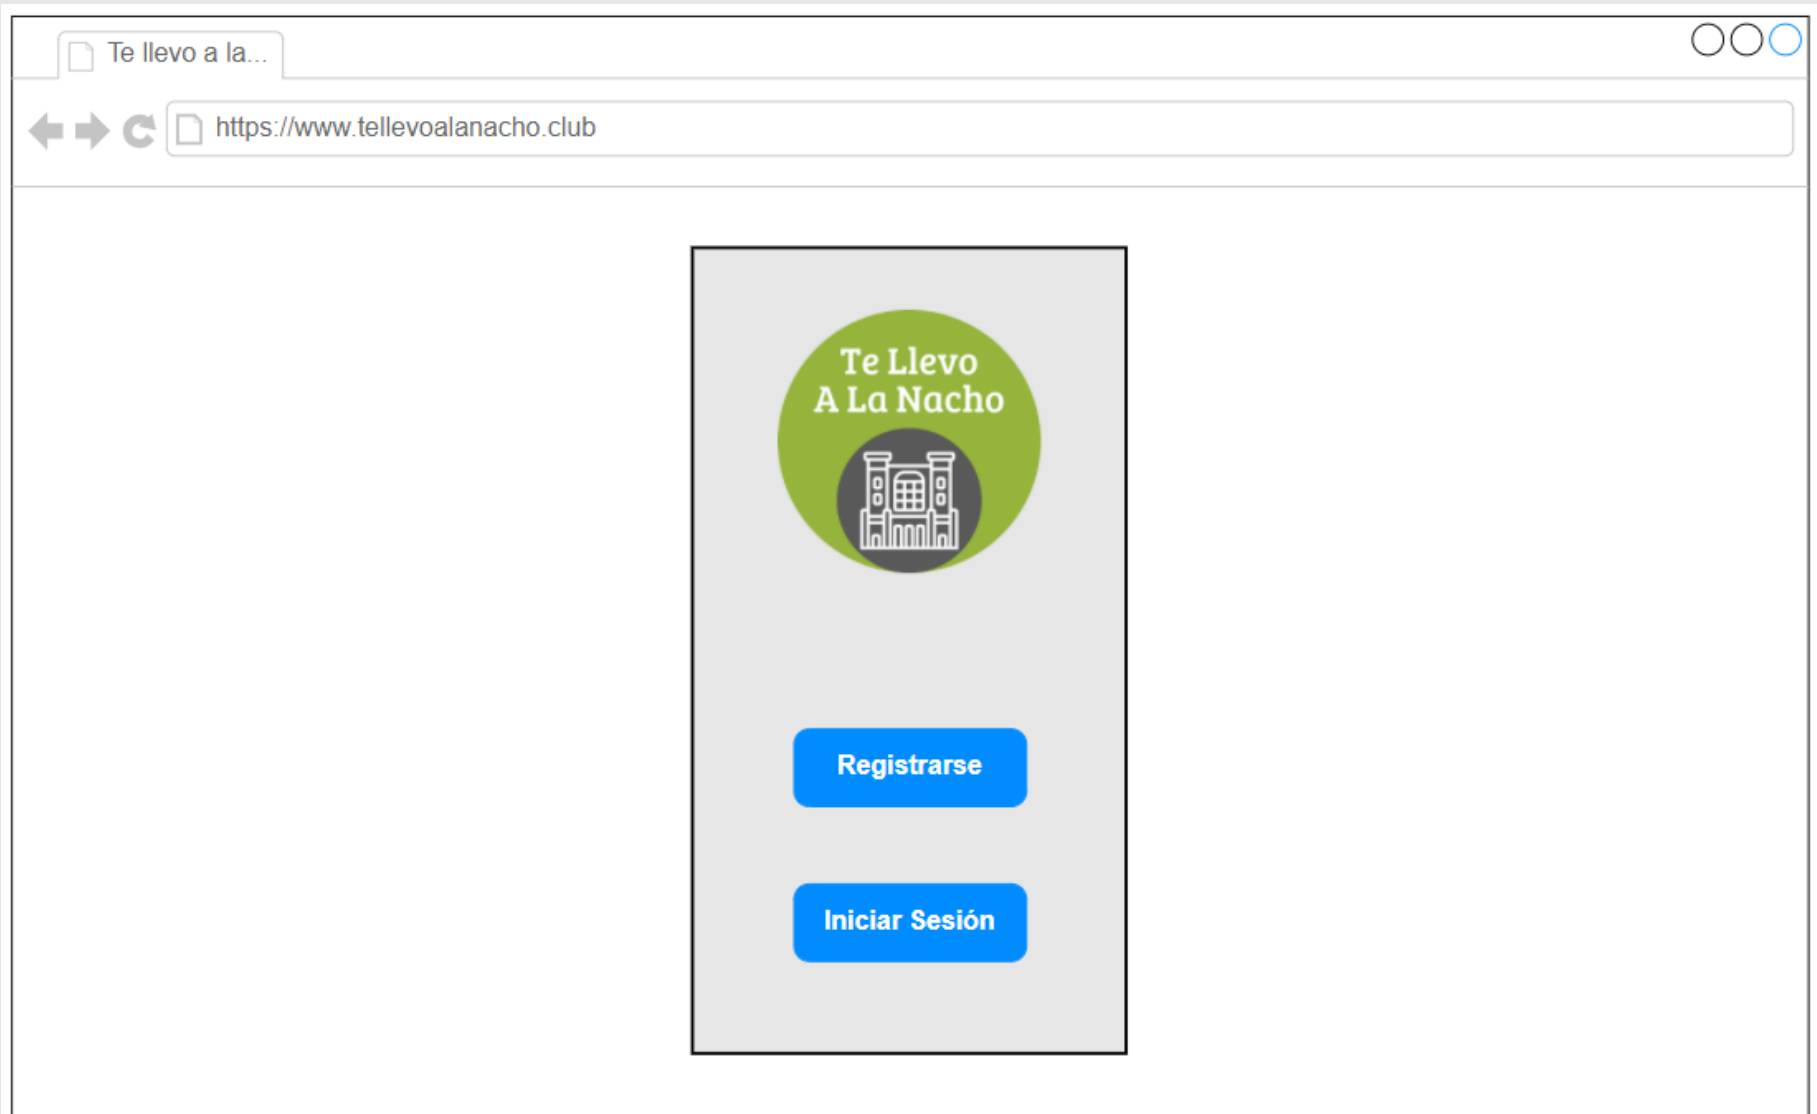 Te llevo a la...
https://www.tellevoalanacho.club
Te Llevo
A La Nacho
Registrarse
Iniciar Sesión